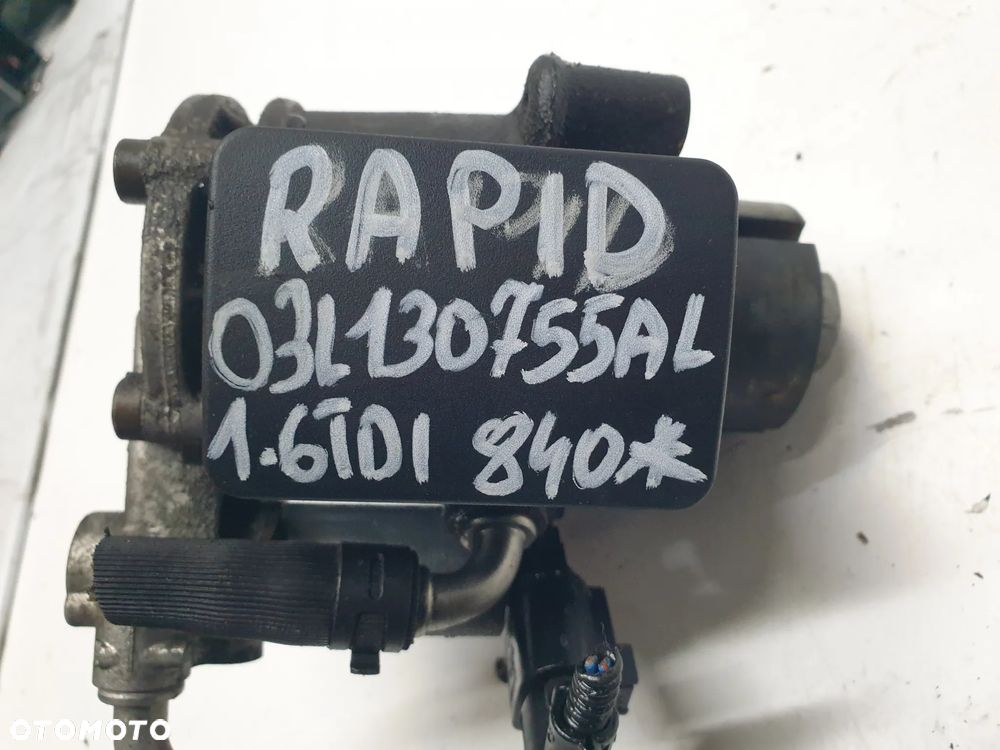 RAPID
03L130755AL
1.6TDI 840*
OTOMOTO